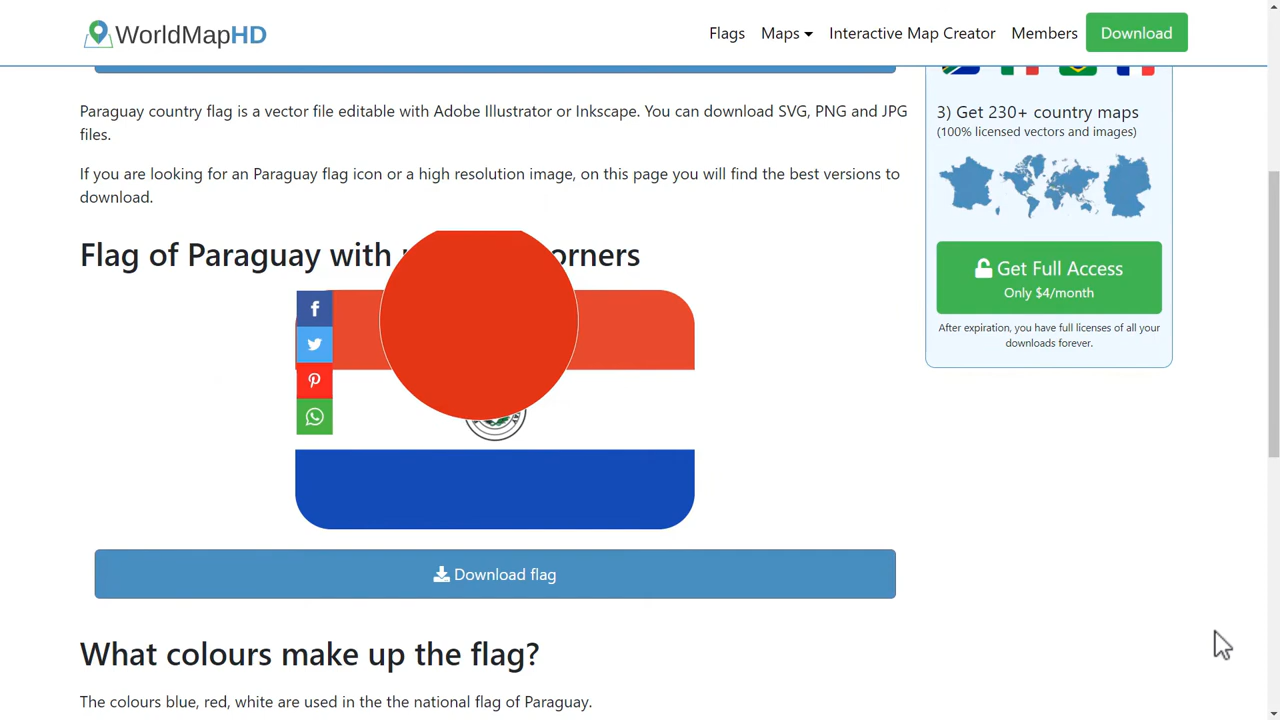 WorldMapHD
Flags Maps Interactive Map Creator Members Download
Paraguay country flag is a vector file editable with Adobe Illustrator or Inkscape. You can download SVG, PNG and JPG
files.
If you are looking for an Paraguay flag icon or a high resolution image, on this page you will find the best versions to
download.
Flag of Paraguay with orners
Download flag
What colours make up the flag?
The colours blue, red, white are used in the the national flag of Paraguay.
3) Get 230+ country maps
(100% licensed vectors and images)
Get Full Access
Only $4/month
After expiration, you have full licenses of all your
downloads forever.